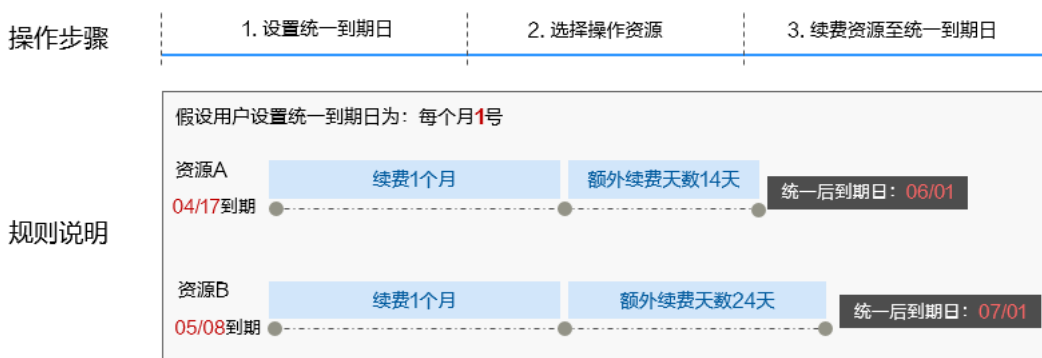 操作步骤
1. 设置统一到期日
2. 选择操作资源
3. 续费资源至统一到期日
规则说明
假设用户设置统一到期日为：每个月1号
资源A
续费1个月
额外续费天数14天
04/17到期
统一后到期日：06/01
资源B
续费1个月
额外续费天数24天
05/08到期
统一后到期日：07/01